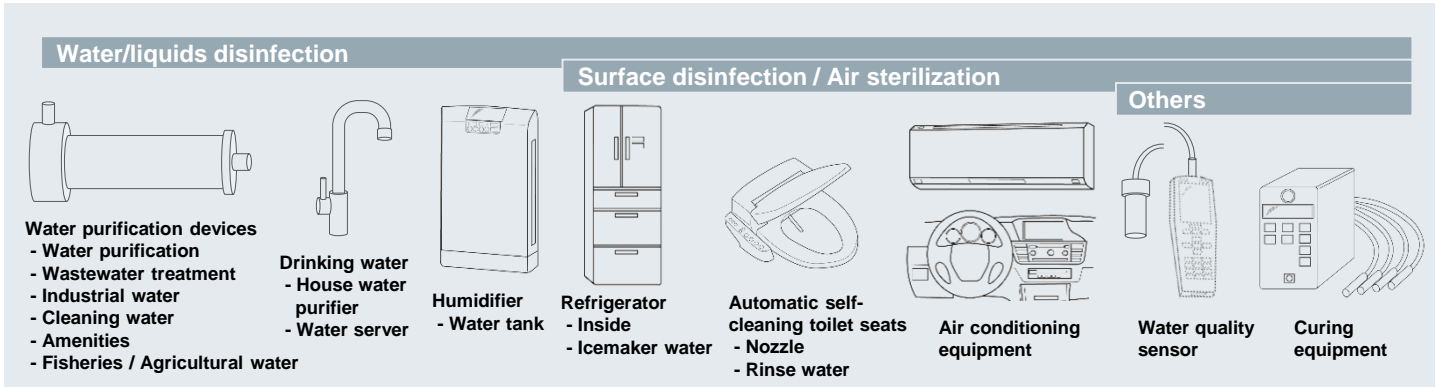 Water/liquids disinfection
Surface disinfection / Air sterilization
Others
Water purification devices
- Water purification
- Wastewater treatment
- Industrial water
- Cleaning water
- Amenities
- Fisheries / Agricultural water
Drinking water
- House water
purifier
- Water server
Humidifier
- Water tank
Refrigerator
- Inside
- Icemaker water
Automatic self-
cleaning toilet seats
- Nozzle
- Rinse water
Air conditioning
equipment
Water quality
sensor
Curing
equipment